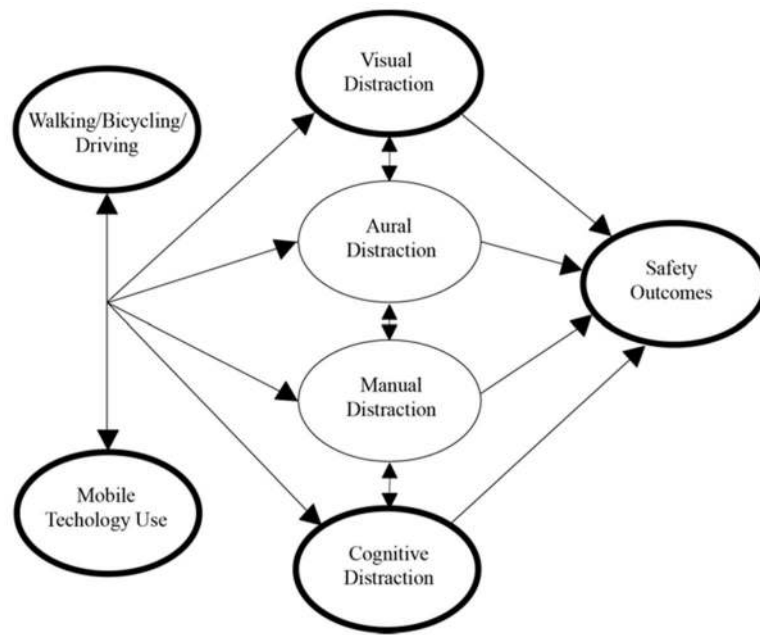 Visual
Distraction
Walking/Bicycling/
Driving
Aural
Distraction
Safety
Outcomes
Manual
Distraction
Mobile
Techology Use
Cognitive
Distraction